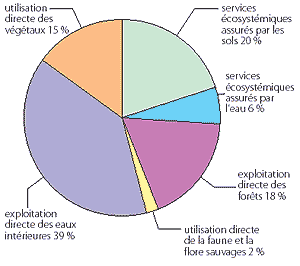 utilisation
directe des
végétaux 15 %
services
écosystémiques
assurés par les
sols 20 %
services
écosystémiques
assurés par
l'eau 6 %
exploitation
directe des
forêts 18 %
utilisation directe
de la faune et la
flore sauvages 2 %
exploitation
directe des eaux
intérieures 39 %